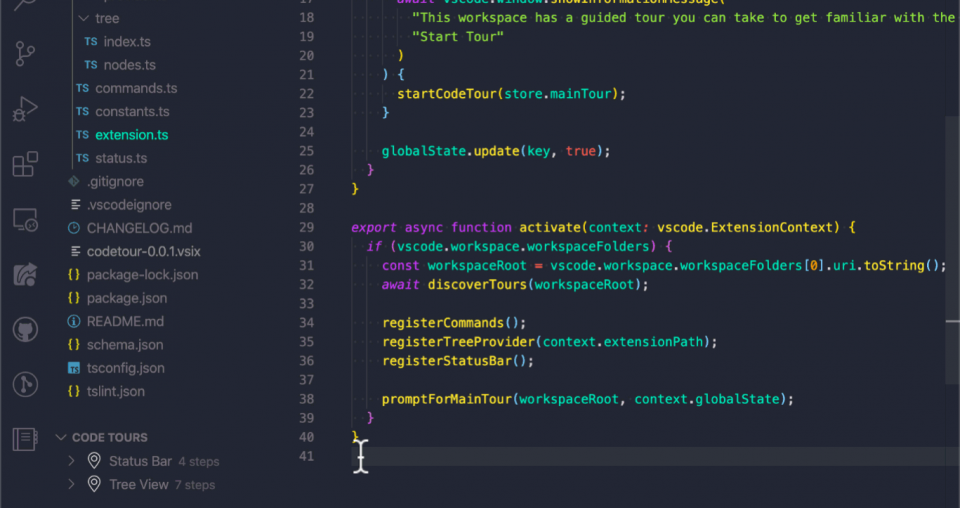 tree
TS index.ts
TS nodes.ts
TS commands.ts
TS constants.ts
TS extension.ts
TS status.ts
.gitignore
.vscodeignore
CHANGELOG.md
codetour-0.0.1.vsix
{} package-lock.json
{} package.json
README.md
{} schema.json
TS tsconfig.json
{} tslint.json
CODE TOURS
Status Bar 4 steps
Tree View 7 steps
18 "This workspace has a guided tour you can take to get familiar with the
19 "Start Tour"
20 )
21 ) {
22 startCodeTour(store.mainTour);
23 }
24
25 globalState.update(key, true);
26 }
27 }
28
29 export async function activate(context: vscode.ExtensionContext) {
30 if (vscode.workspace.workspaceFolders) {
31 const workspaceRoot = vscode.workspace.workspaceFolders[0].uri.toString();
32 await discoverTours(workspaceRoot);
33
34 registerCommands();
35 registerTreeProvider(context.extensionPath);
36 registerStatusBar();
37
38 promptForMainTour(workspaceRoot, context.globalState);
39 }
40 }
41